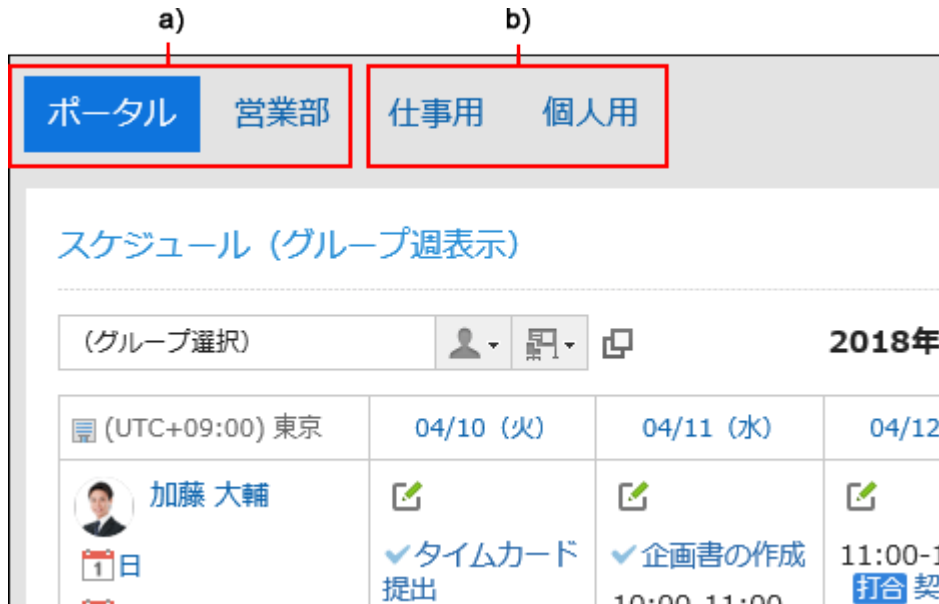 a) b)
ポータル 営業部 仕事用 個人用
スケジュール（グループ週表示）
（グループ選択） 2018年
(UTC+09:00) 東京 04/10（火） 04/11（水） 04/12
加藤 大輔
日 タイムカード 企画書の作成 11:00-1
提出 10:00-11:00 打合 契